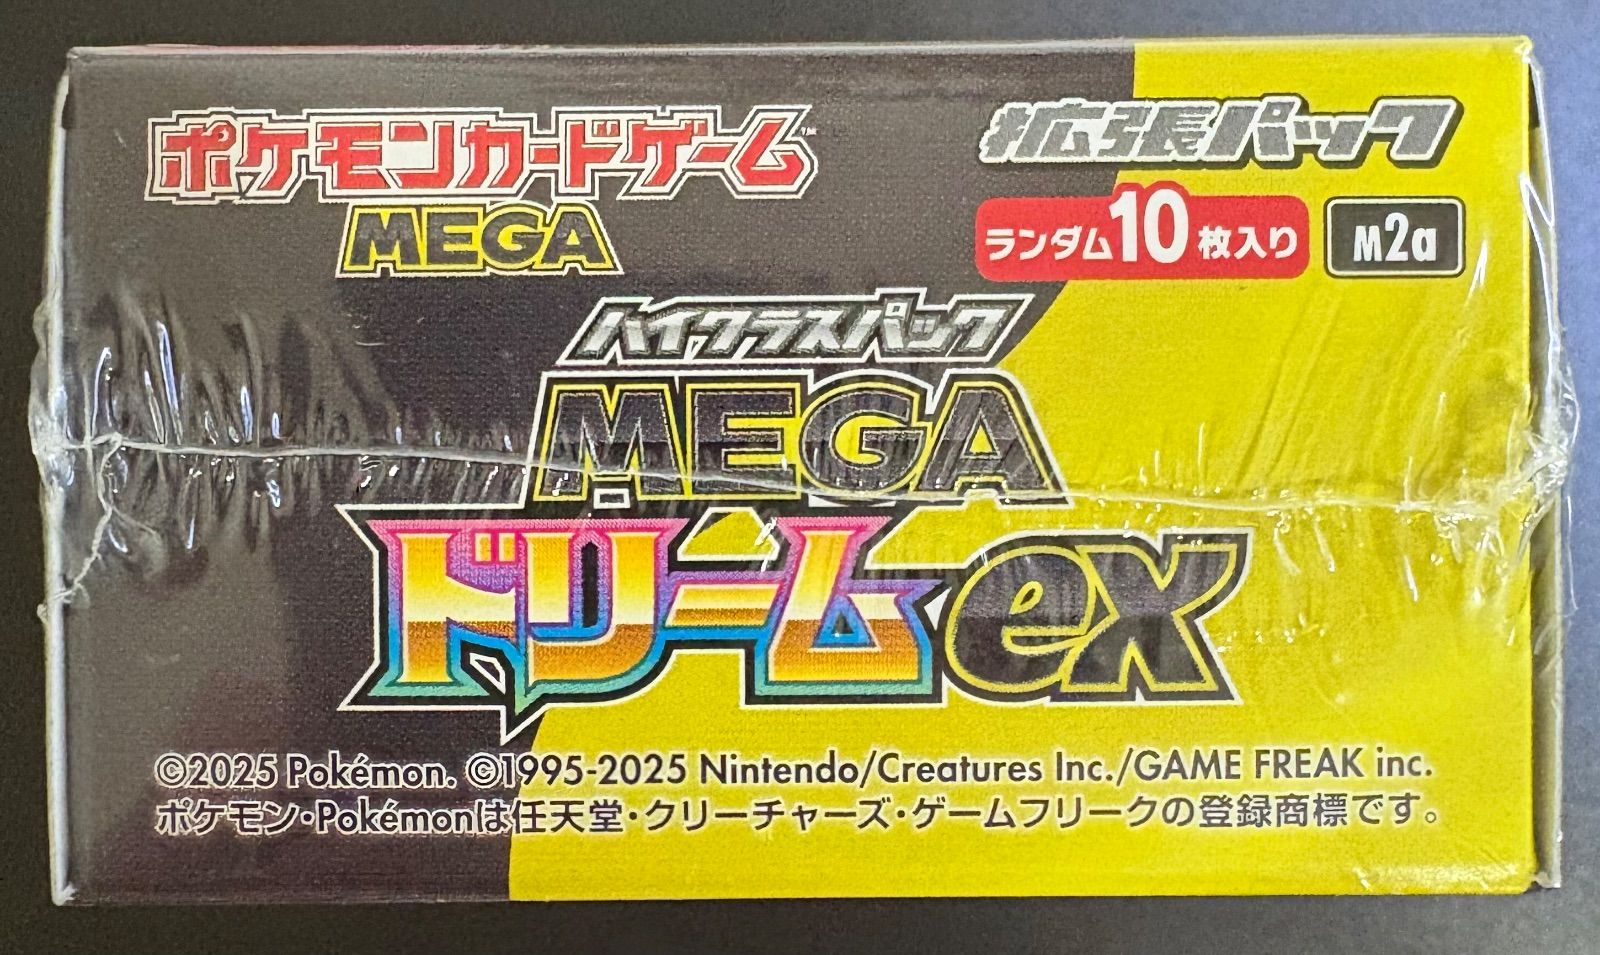 ポケモンカードゲーム™
MEGA
拡張パック
ランダム10枚入り
M2a
ハイクラスパック
MEGA
ドリームex
©2025 Pokémon. ©1995-2025 Nintendo/Creatures Inc./GAME FREAK inc.
ポケモン・Pokémonは任天堂・クリーチャーズ・ゲームフリークの登録商標です。